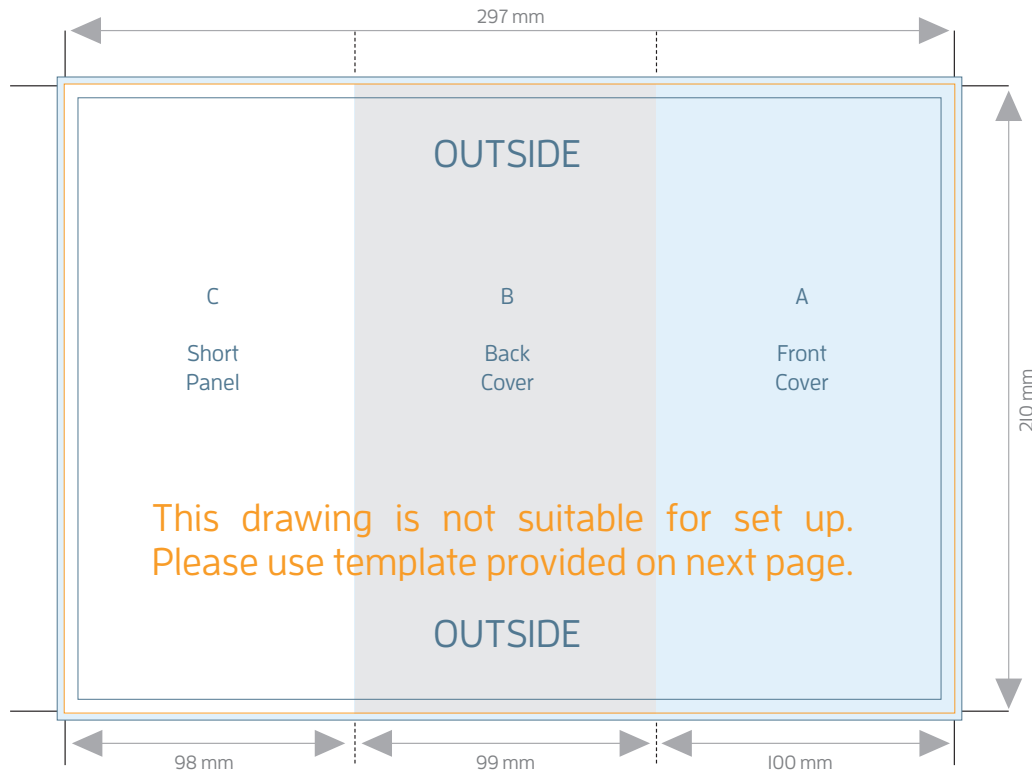 297 mm
OUTSIDE
C
B
A
Short
Panel
Back
Cover
Front
Cover
210 mm
This drawing is not suitable for set up.
Please use template provided on next page.
OUTSIDE
98 mm
99 mm
100 mm